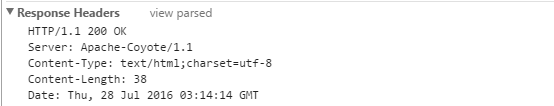 Response Headers view parsed
HTTP/1.1 200 OK
Server: Apache-Coyote/1.1
Content-Type: text/html;charset=utf-8
Content-Length: 38
Date: Thu, 28 Jul 2016 03:14:14 GMT